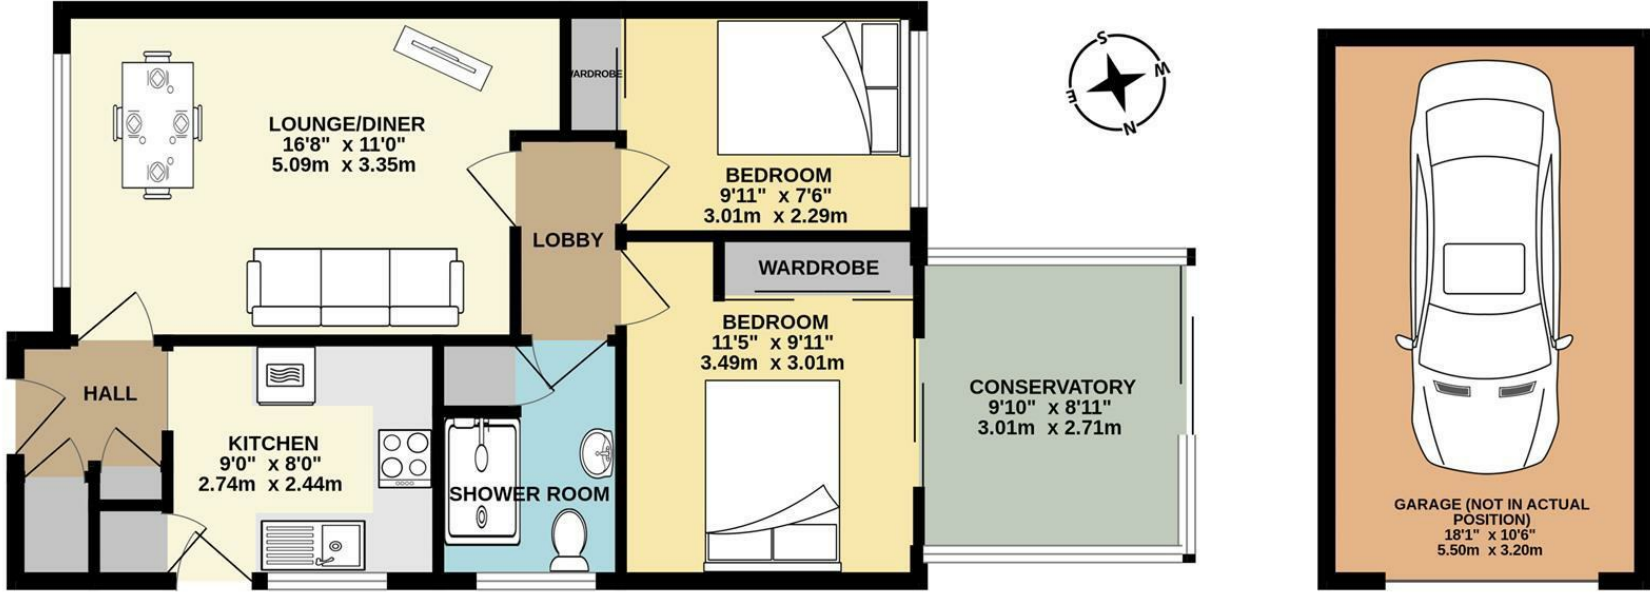 LOUNGE/DINER
16'8" x 11'0"
5.09m x 3.35m
WARDROBE
BEDROOM
9'11" x 7'6"
3.01m x 2.29m
S
W
E
N
LOBBY
WARDROBE
BEDROOM
11'5" x 9'11"
3.49m x 3.01m
HALL
KITCHEN
9'0" x 8'0"
2.74m x 2.44m
SHOWER ROOM
CONSERVATORY
9'10" x 8'11"
3.01m x 2.71m
GARAGE (NOT IN ACTUAL
POSITION)
18'1" x 10'6"
5.50m x 3.20m